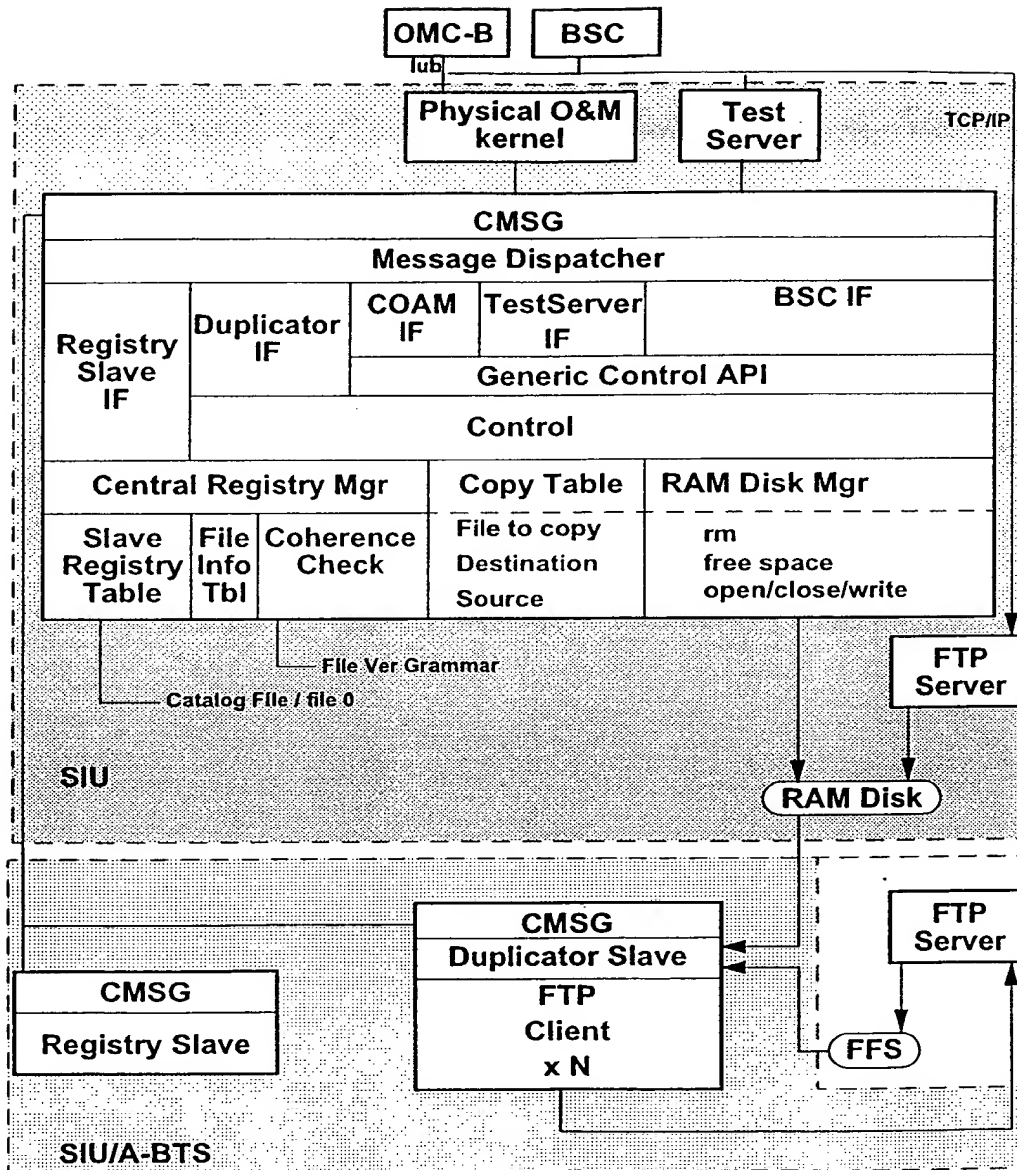 OMC-B
BSC
Iub
Physical O&M
kernel
Test
Server
TCP/IP
CMSG
Message Dispatcher
Registry
Slave
IF
Duplicator
IF
COAM
IF
TestServer
IF
BSC IF
Generic Control API
Control
Central Registry Mgr
Copy Table
RAM Disk Mgr
Slave
Registry
Table
File
Info
Tbl
Coherence
Check
File to copy
Destination
Source
rm
free space
open/close/write
File Ver Grammar
Catalog File / file 0
FTP
Server
SIU
RAM Disk
CMSG
Duplicator Slave
FTP
Client
x N
FTP
Server
CMSG
Registry Slave
FFS
SIU/A-BTS